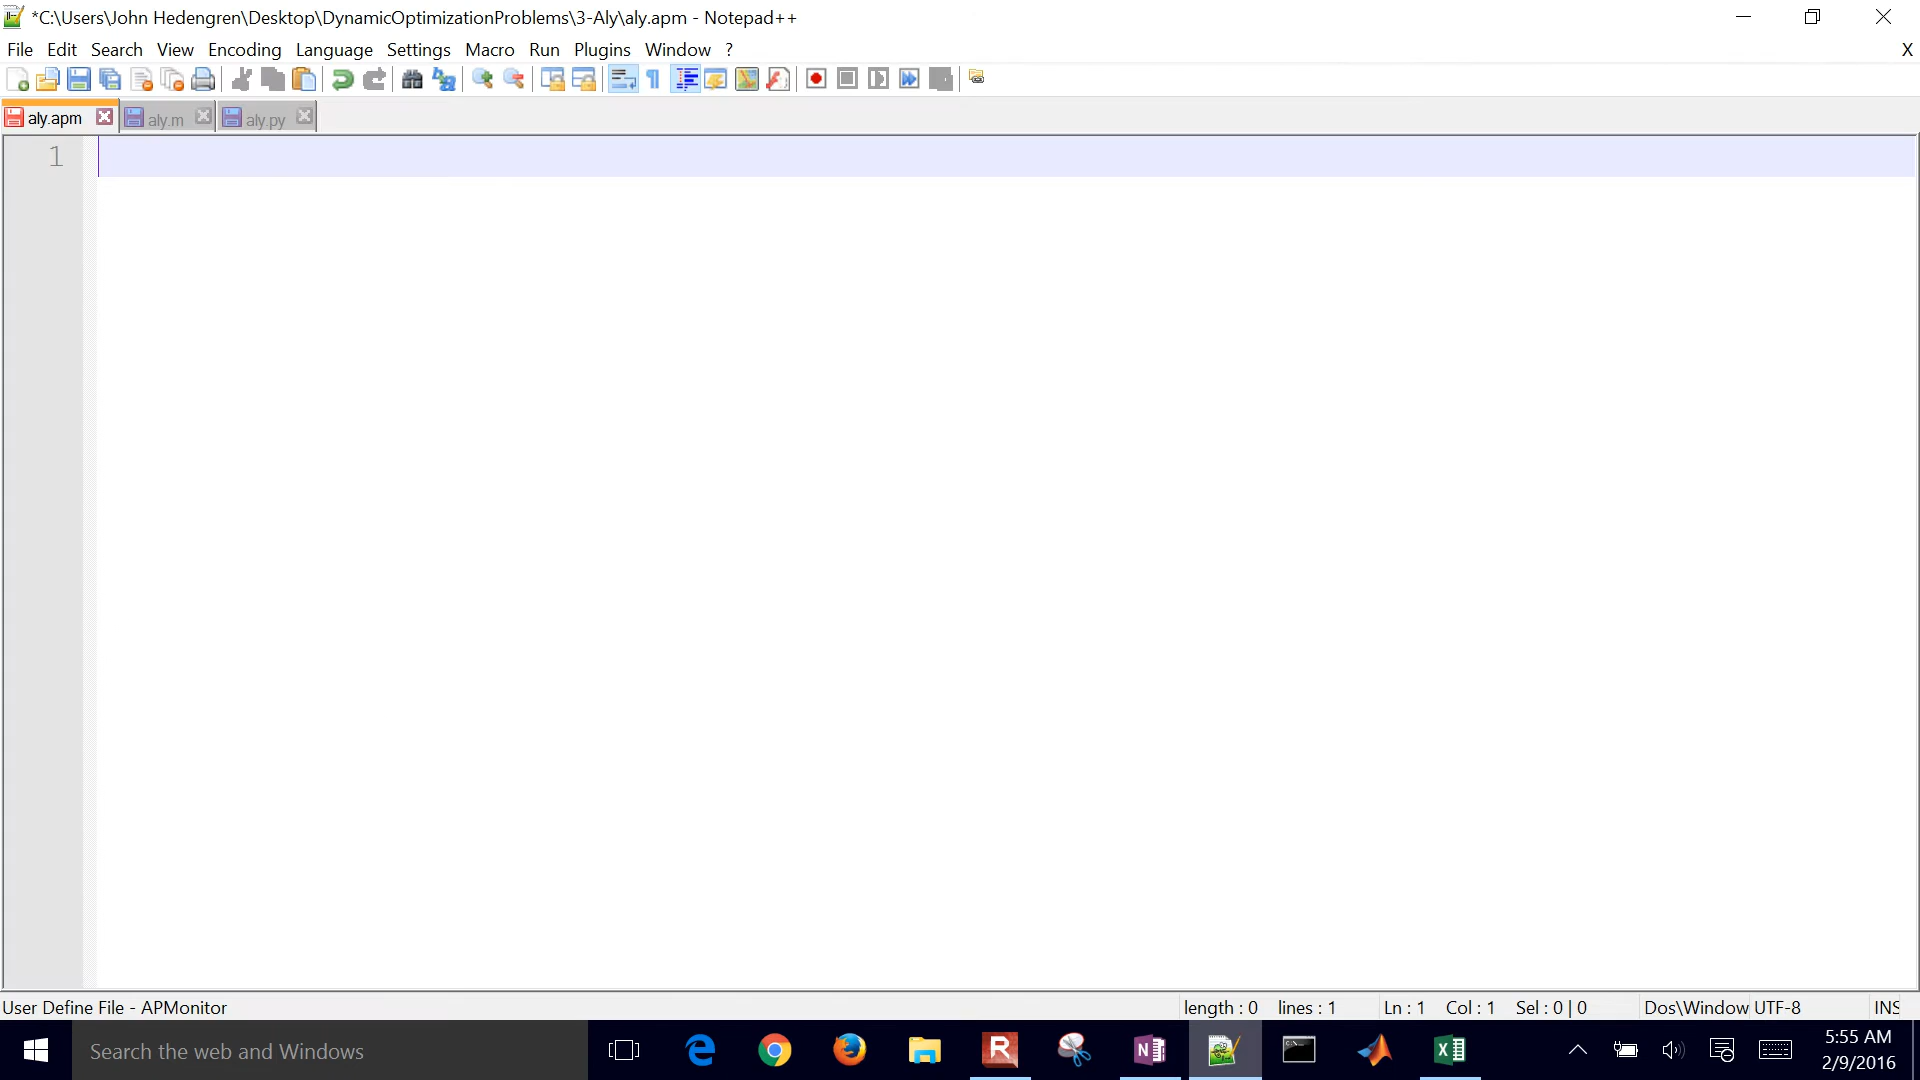 *C:\Users\John Hedengren\Desktop\DynamicOptimizationProblems\3-Aly\aly.apm - Notepad++
File Edit Search View Encoding Language Settings Macro Run Plugins Window ? X
aly.apm aly.m aly.py
1
User Define File - APMonitor length : 0 lines : 1 Ln : 1 Col : 1 Sel : 0 | 0 Dos\Window UTF-8 INS
Search the web and Windows
5:55 AM
2/9/2016